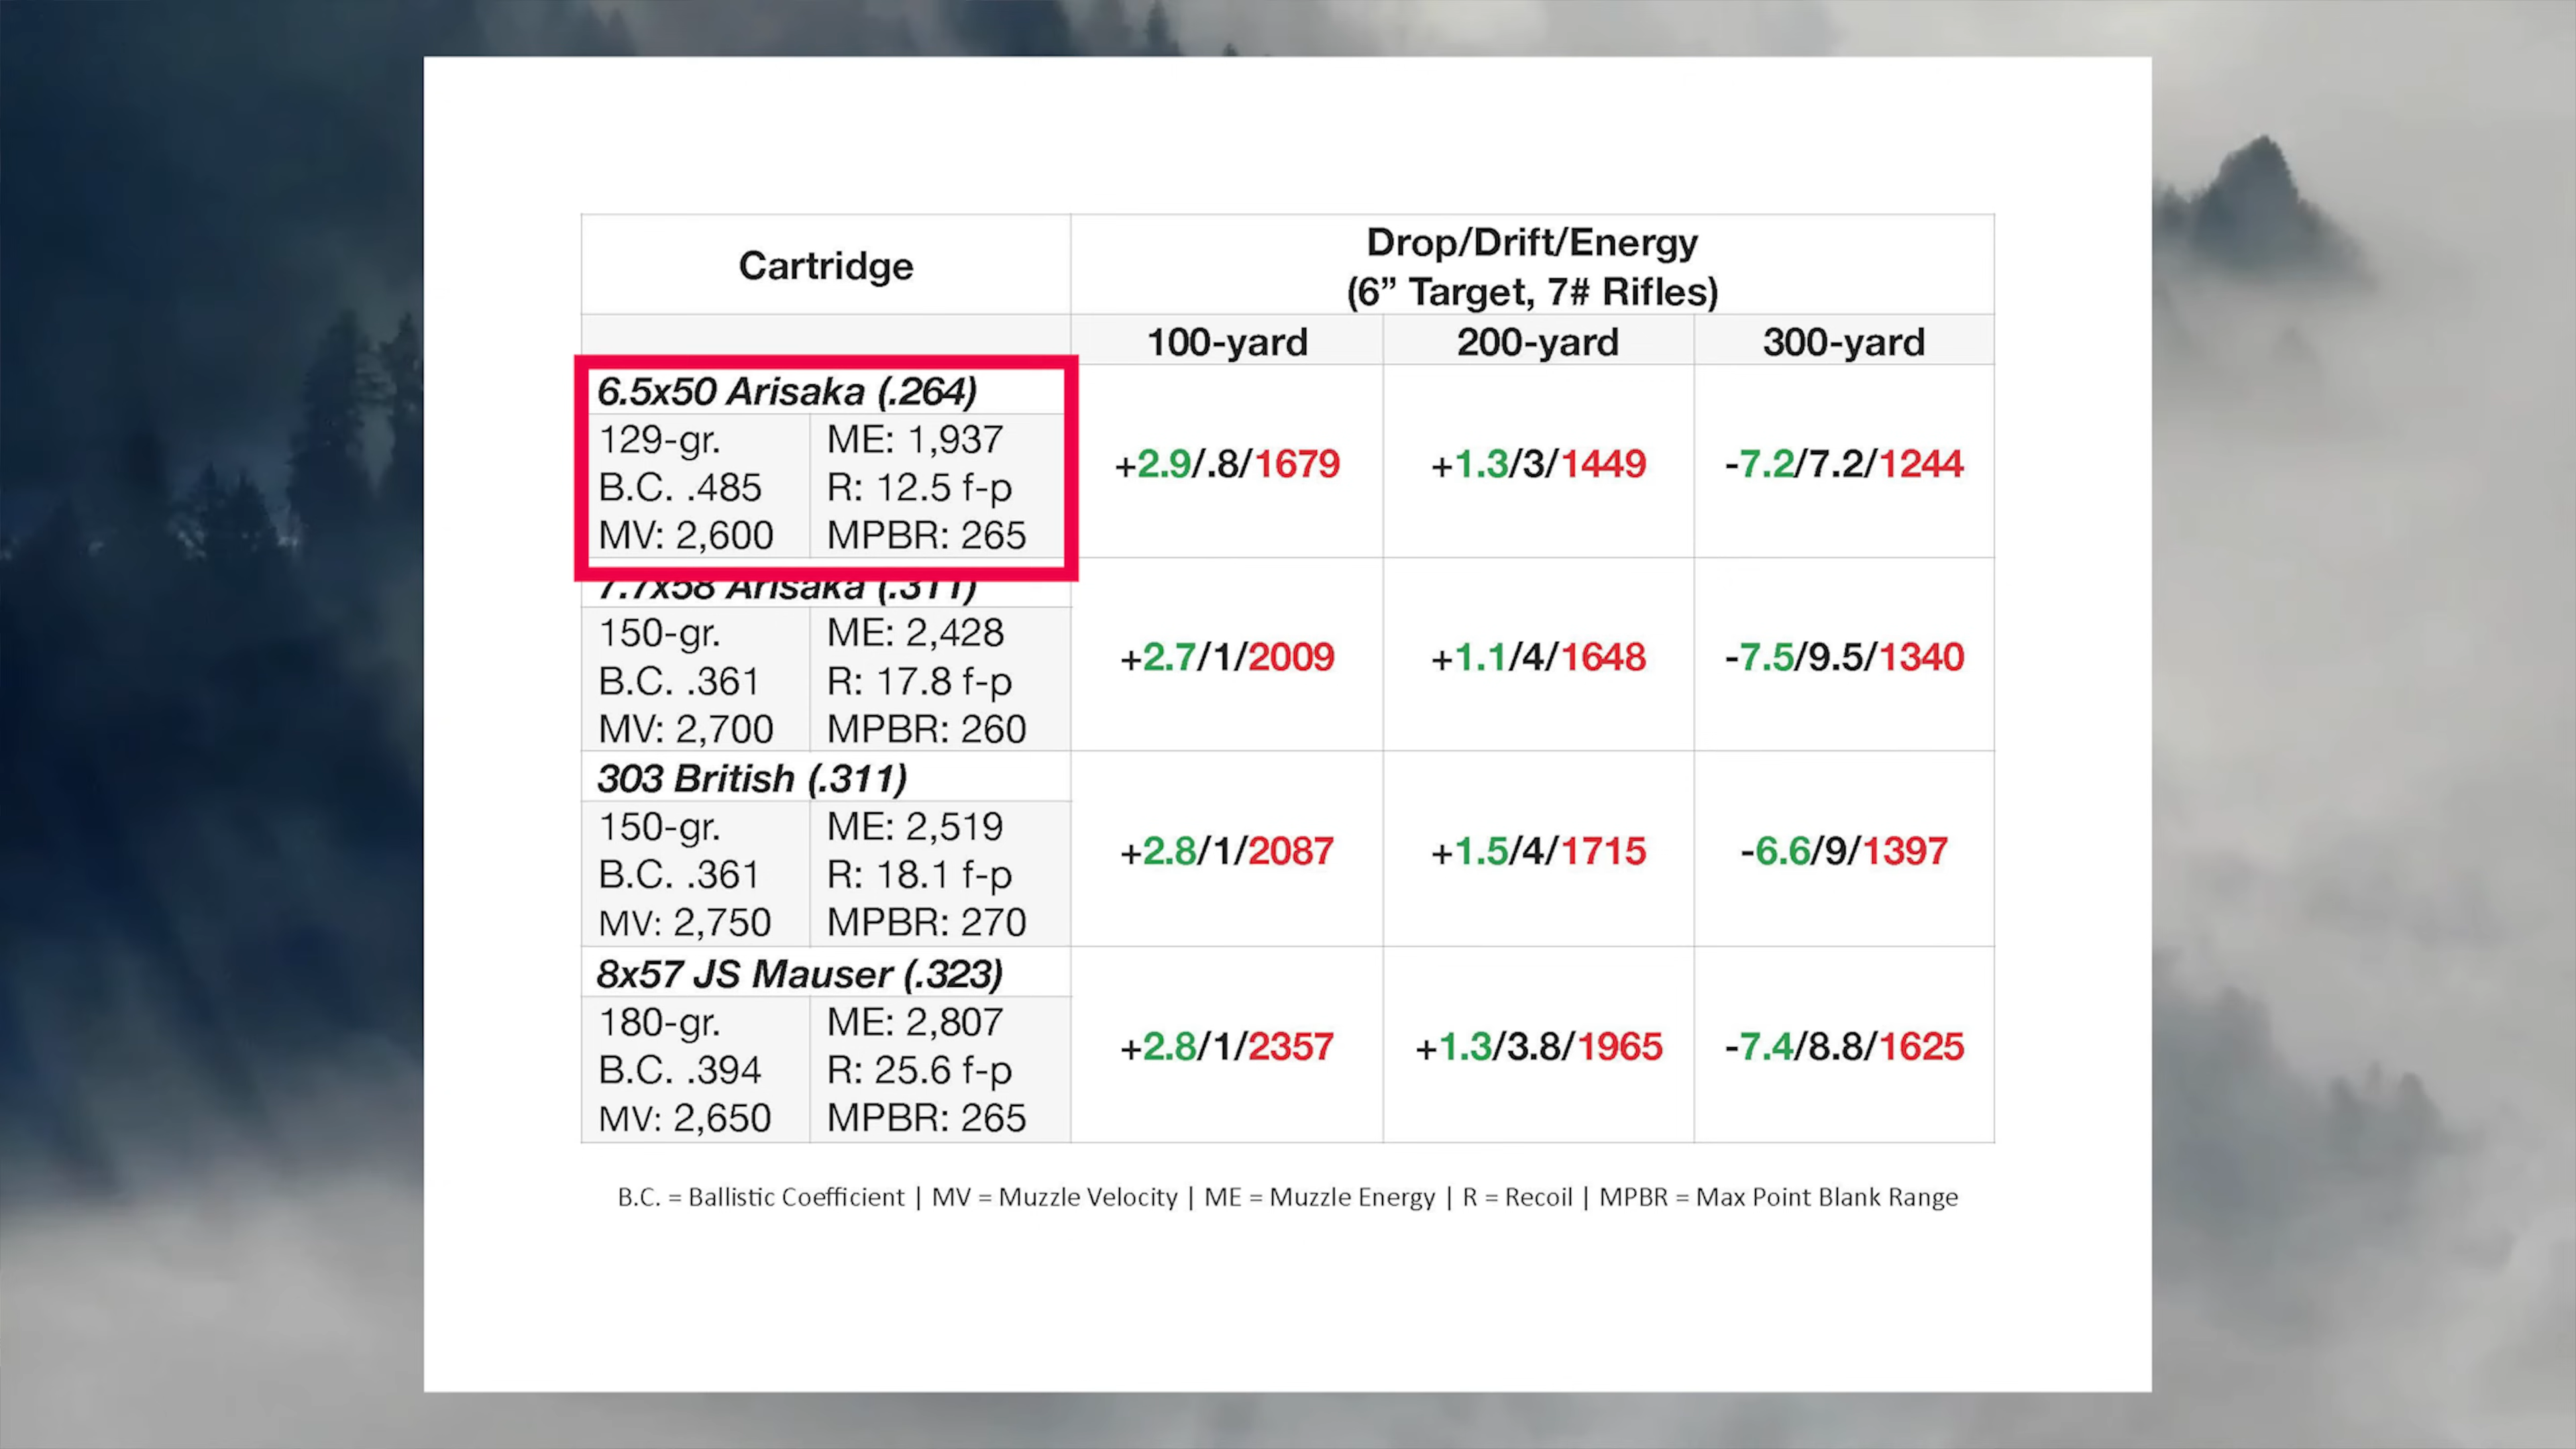 Cartridge
Drop/Drift/Energy
(6” Target, 7# Rifles)
100-yard
200-yard
300-yard
6.5x50 Arisaka (.264)
129-gr.
B.C. .485
MV: 2,600
ME: 1,937
R: 12.5 f-p
MPBR: 265
+2.9/.8/1679
+1.3/3/1449
-7.2/7.2/1244
7.7x58 Arisaka (.311)
150-gr.
B.C. .361
MV: 2,700
ME: 2,428
R: 17.8 f-p
MPBR: 260
+2.7/1/2009
+1.1/4/1648
-7.5/9.5/1340
303 British (.311)
150-gr.
B.C. .361
MV: 2,750
ME: 2,519
R: 18.1 f-p
MPBR: 270
+2.8/1/2087
+1.5/4/1715
-6.6/9/1397
8x57 JS Mauser (.323)
180-gr.
B.C. .394
MV: 2,650
ME: 2,807
R: 25.6 f-p
MPBR: 265
+2.8/1/2357
+1.3/3.8/1965
-7.4/8.8/1625
B.C. = Ballistic Coefficient | MV = Muzzle Velocity | ME = Muzzle Energy | R = Recoil | MPBR = Max Point Blank Range